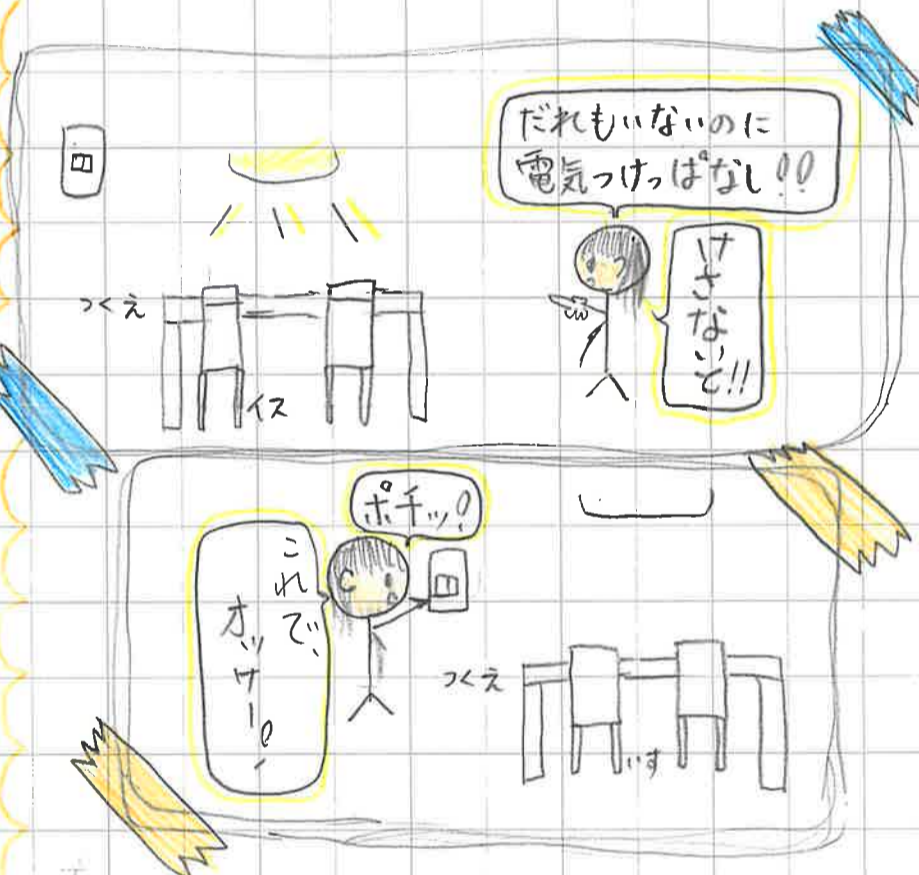 だれもいないのに
電気つけっぱなし!!
けさないと!!
つくえ
イス
ポチッ!
これで、
オッケー!
つくえ
いす